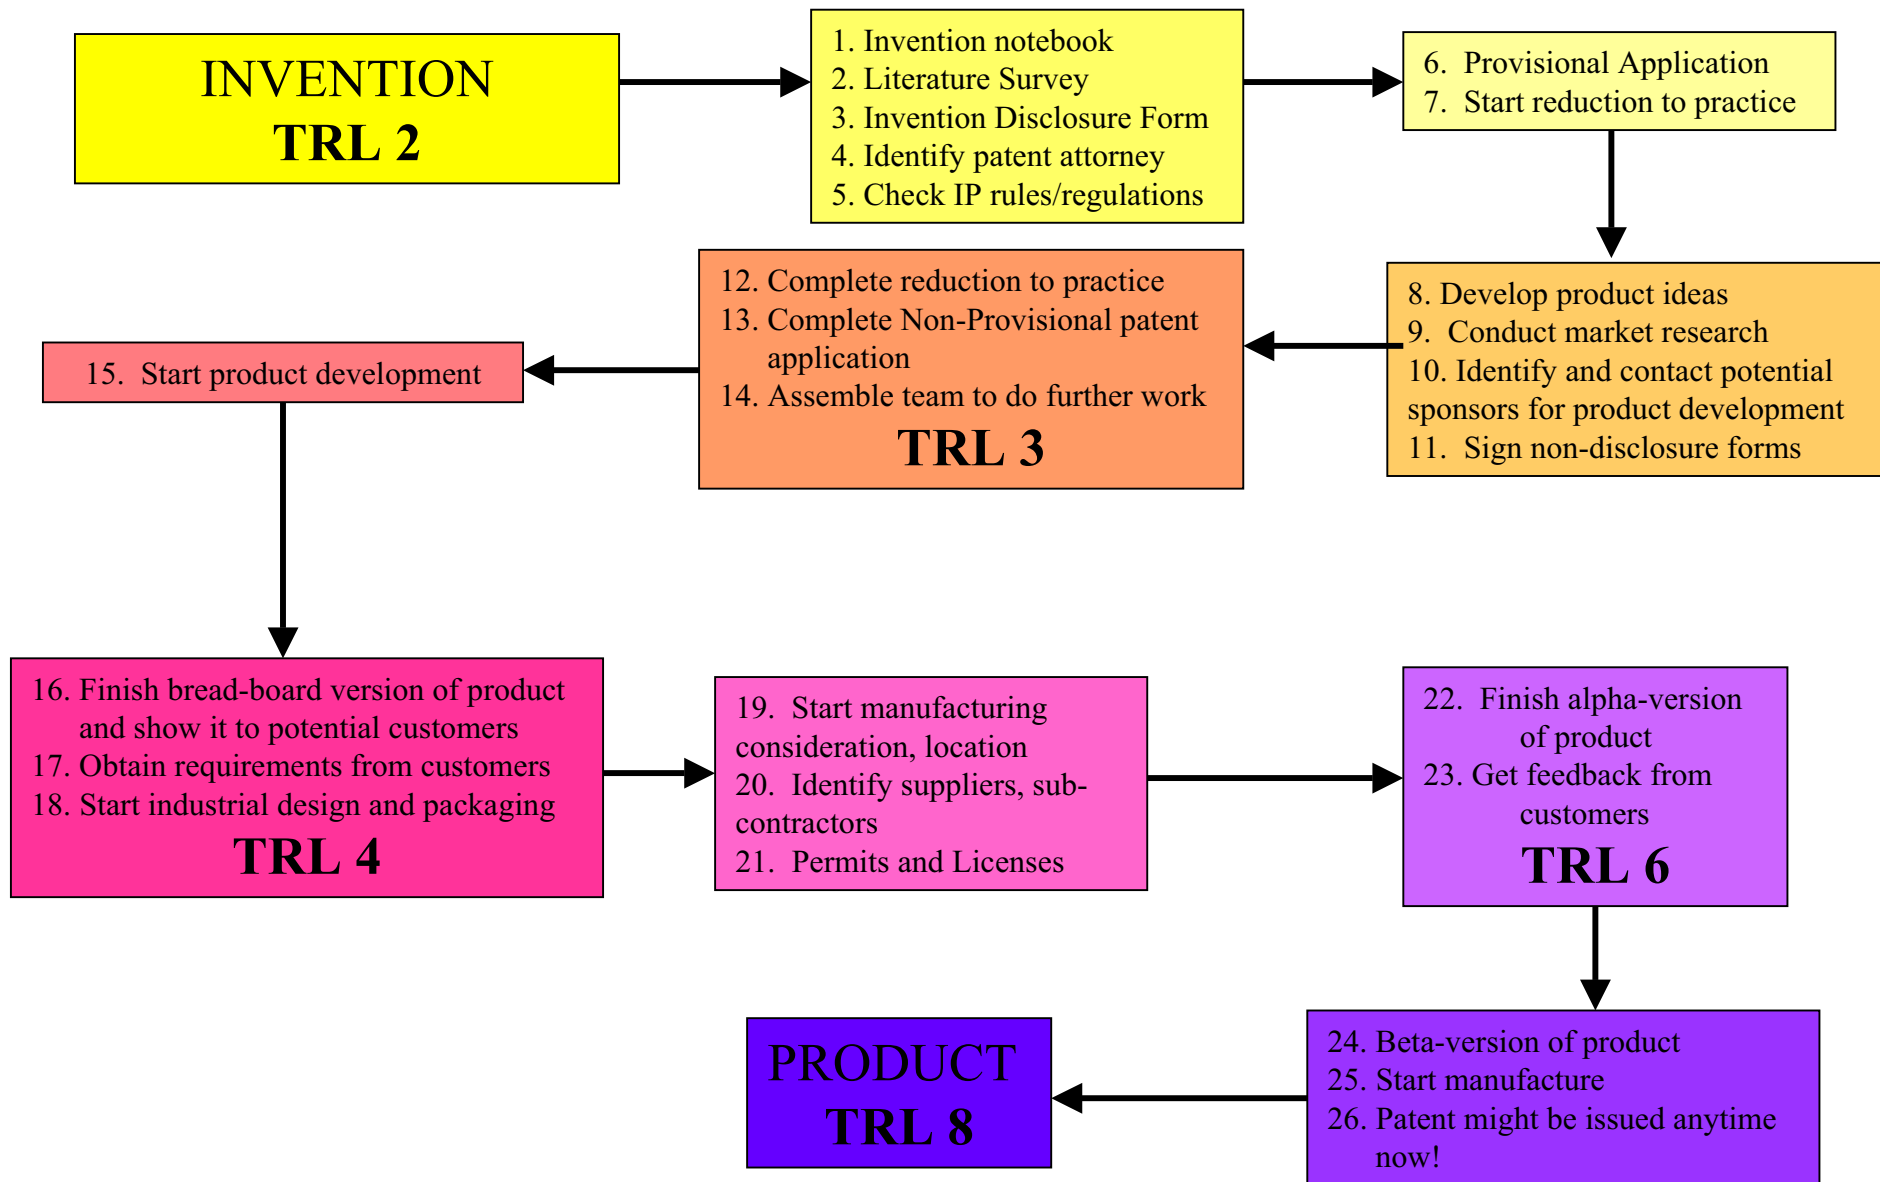 INVENTION
TRL 2
1. Invention notebook
2. Literature Survey
3. Invention Disclosure Form
4. Identify patent attorney
5. Check IP rules/regulations
6. Provisional Application
7. Start reduction to practice
8. Develop product ideas
9. Conduct market research
10. Identify and contact potential
sponsors for product development
11. Sign non-disclosure forms
12. Complete reduction to practice
13. Complete Non-Provisional patent
application
14. Assemble team to do further work
TRL 3
15. Start product development
16. Finish bread-board version of product
and show it to potential customers
17. Obtain requirements from customers
18. Start industrial design and packaging
TRL 4
19. Start manufacturing
consideration, location
20. Identify suppliers, sub-
contractors
21. Permits and Licenses
22. Finish alpha-version
of product
23. Get feedback from
customers
TRL 6
24. Beta-version of product
25. Start manufacture
26. Patent might be issued anytime
now!
PRODUCT
TRL 8